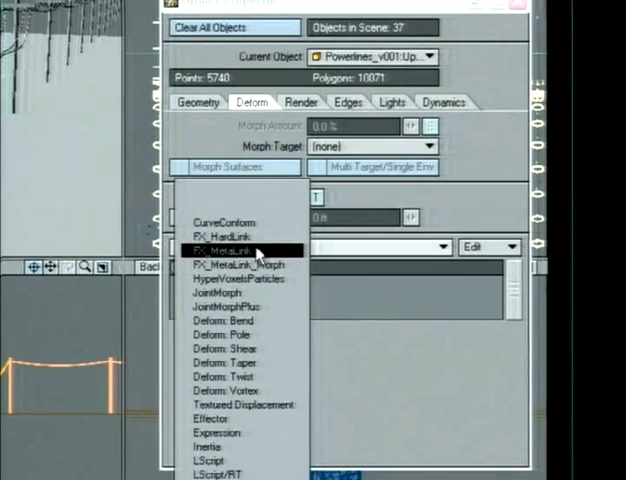 Clear All Objects
Objects in Scene: 37
Current Object
Powerlines_v001:Up...
Points: 5740
Polygons: 10071
Geometry
Deform
Render
Edges
Lights
Dynamics
Morph Amount
0.0 %
Morph Target
(none)
Morph Surfaces
Multi Target/Single Env
T
0 m
Edit
CurveConform
FX_HardLink
FX_MetaLink
FX_MetaLink_Morph
HyperVoxelsParticles
JointMorph
JointMorphPlus
Deform: Bend
Deform: Pole
Deform: Shear
Deform: Taper
Deform: Twist
Deform: Vortex
Textured Displacement
Effector
Expression
Inertia
LScript
LScript/RT
Back